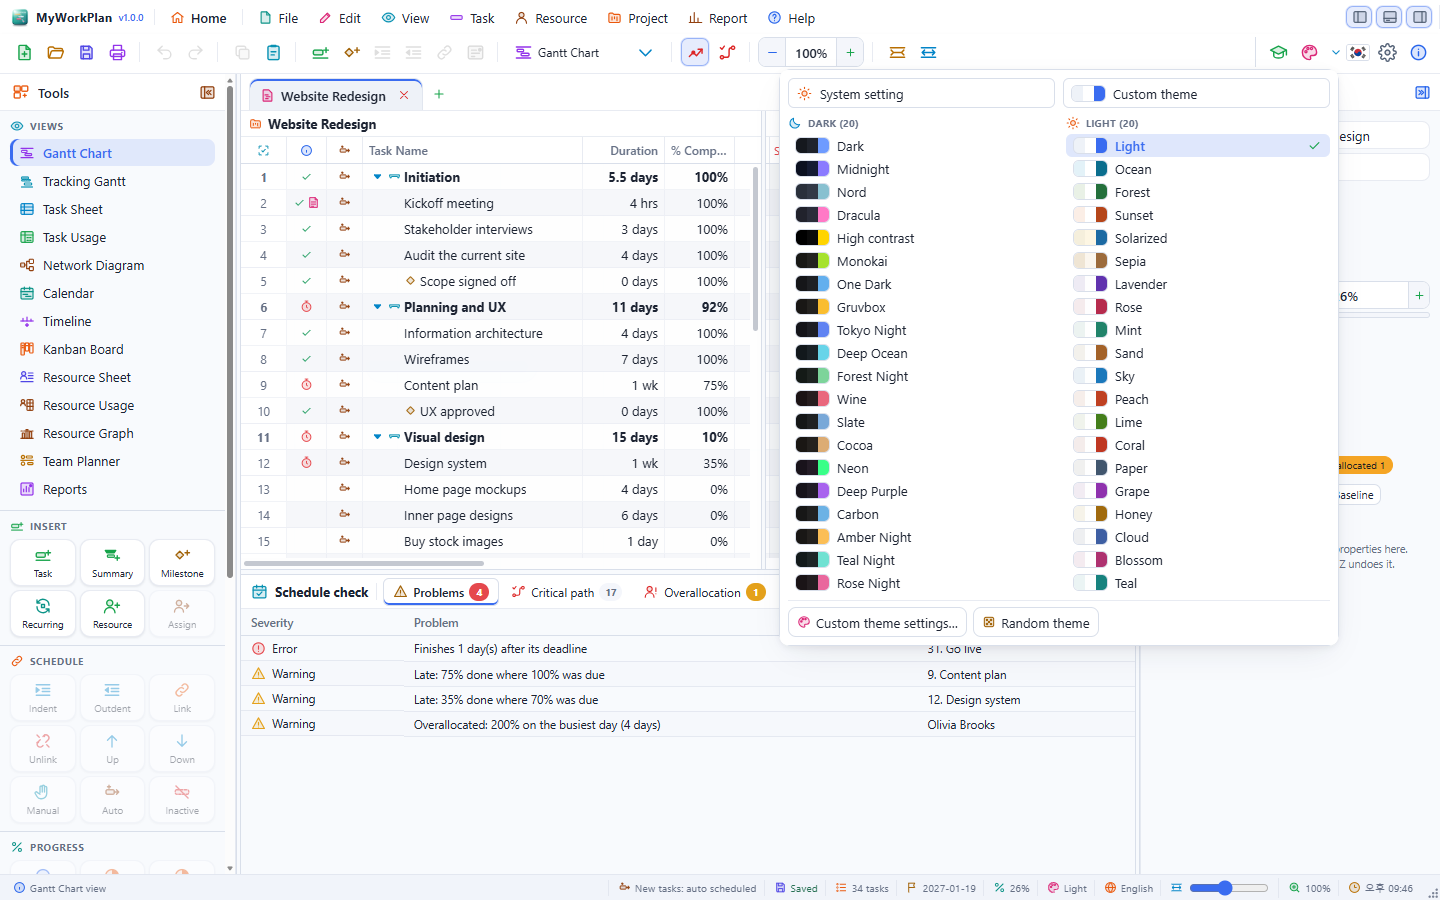 MyWorkPlan v1.0.0 Home File Edit View Task Resource Project Report Help
Gantt Chart 100%
Tools
VIEWS
Gantt Chart
Tracking Gantt
Task Sheet
Task Usage
Network Diagram
Calendar
Timeline
Kanban Board
Resource Sheet
Resource Usage
Resource Graph
Team Planner
Reports
INSERT
Task Summary Milestone
Recurring Resource Assign
SCHEDULE
Indent Outdent Link
Unlink Up Down
Manual Auto Inactive
PROGRESS
Website Redesign
Website Redesign
Task Name Duration % Comp...
1 Initiation 5.5 days 100%
2 Kickoff meeting 4 hrs 100%
3 Stakeholder interviews 3 days 100%
4 Audit the current site 4 days 100%
5 Scope signed off 0 days 100%
6 Planning and UX 11 days 92%
7 Information architecture 4 days 100%
8 Wireframes 7 days 100%
9 Content plan 1 wk 75%
10 UX approved 0 days 100%
11 Visual design 15 days 10%
12 Design system 1 wk 35%
13 Home page mockups 4 days 0%
14 Inner page designs 6 days 0%
15 Buy stock images 1 day 0%
System setting Custom theme
DARK (20)
Dark
Midnight
Nord
Dracula
High contrast
Monokai
One Dark
Gruvbox
Tokyo Night
Deep Ocean
Forest Night
Wine
Slate
Cocoa
Neon
Deep Purple
Carbon
Amber Night
Teal Night
Rose Night
LIGHT (20)
Light
Ocean
Forest
Sunset
Solarized
Sepia
Lavender
Rose
Mint
Sand
Sky
Peach
Lime
Coral
Paper
Grape
Honey
Cloud
Blossom
Teal
Custom theme settings... Random theme
esign
6%
allocated 1
Baseline
roperties here.
Z undoes it.
Schedule check Problems 4 Critical path 17 Overallocation 1
Severity Problem
Error Finishes 1 day(s) after its deadline 31. Go live
Warning Late: 75% done where 100% was due 9. Content plan
Warning Late: 35% done where 70% was due 12. Design system
Warning Overallocated: 200% on the busiest day (4 days) Olivia Brooks
Gantt Chart view New tasks: auto scheduled Saved 34 tasks 2027-01-19 26% Light English 100% 오후 09:46